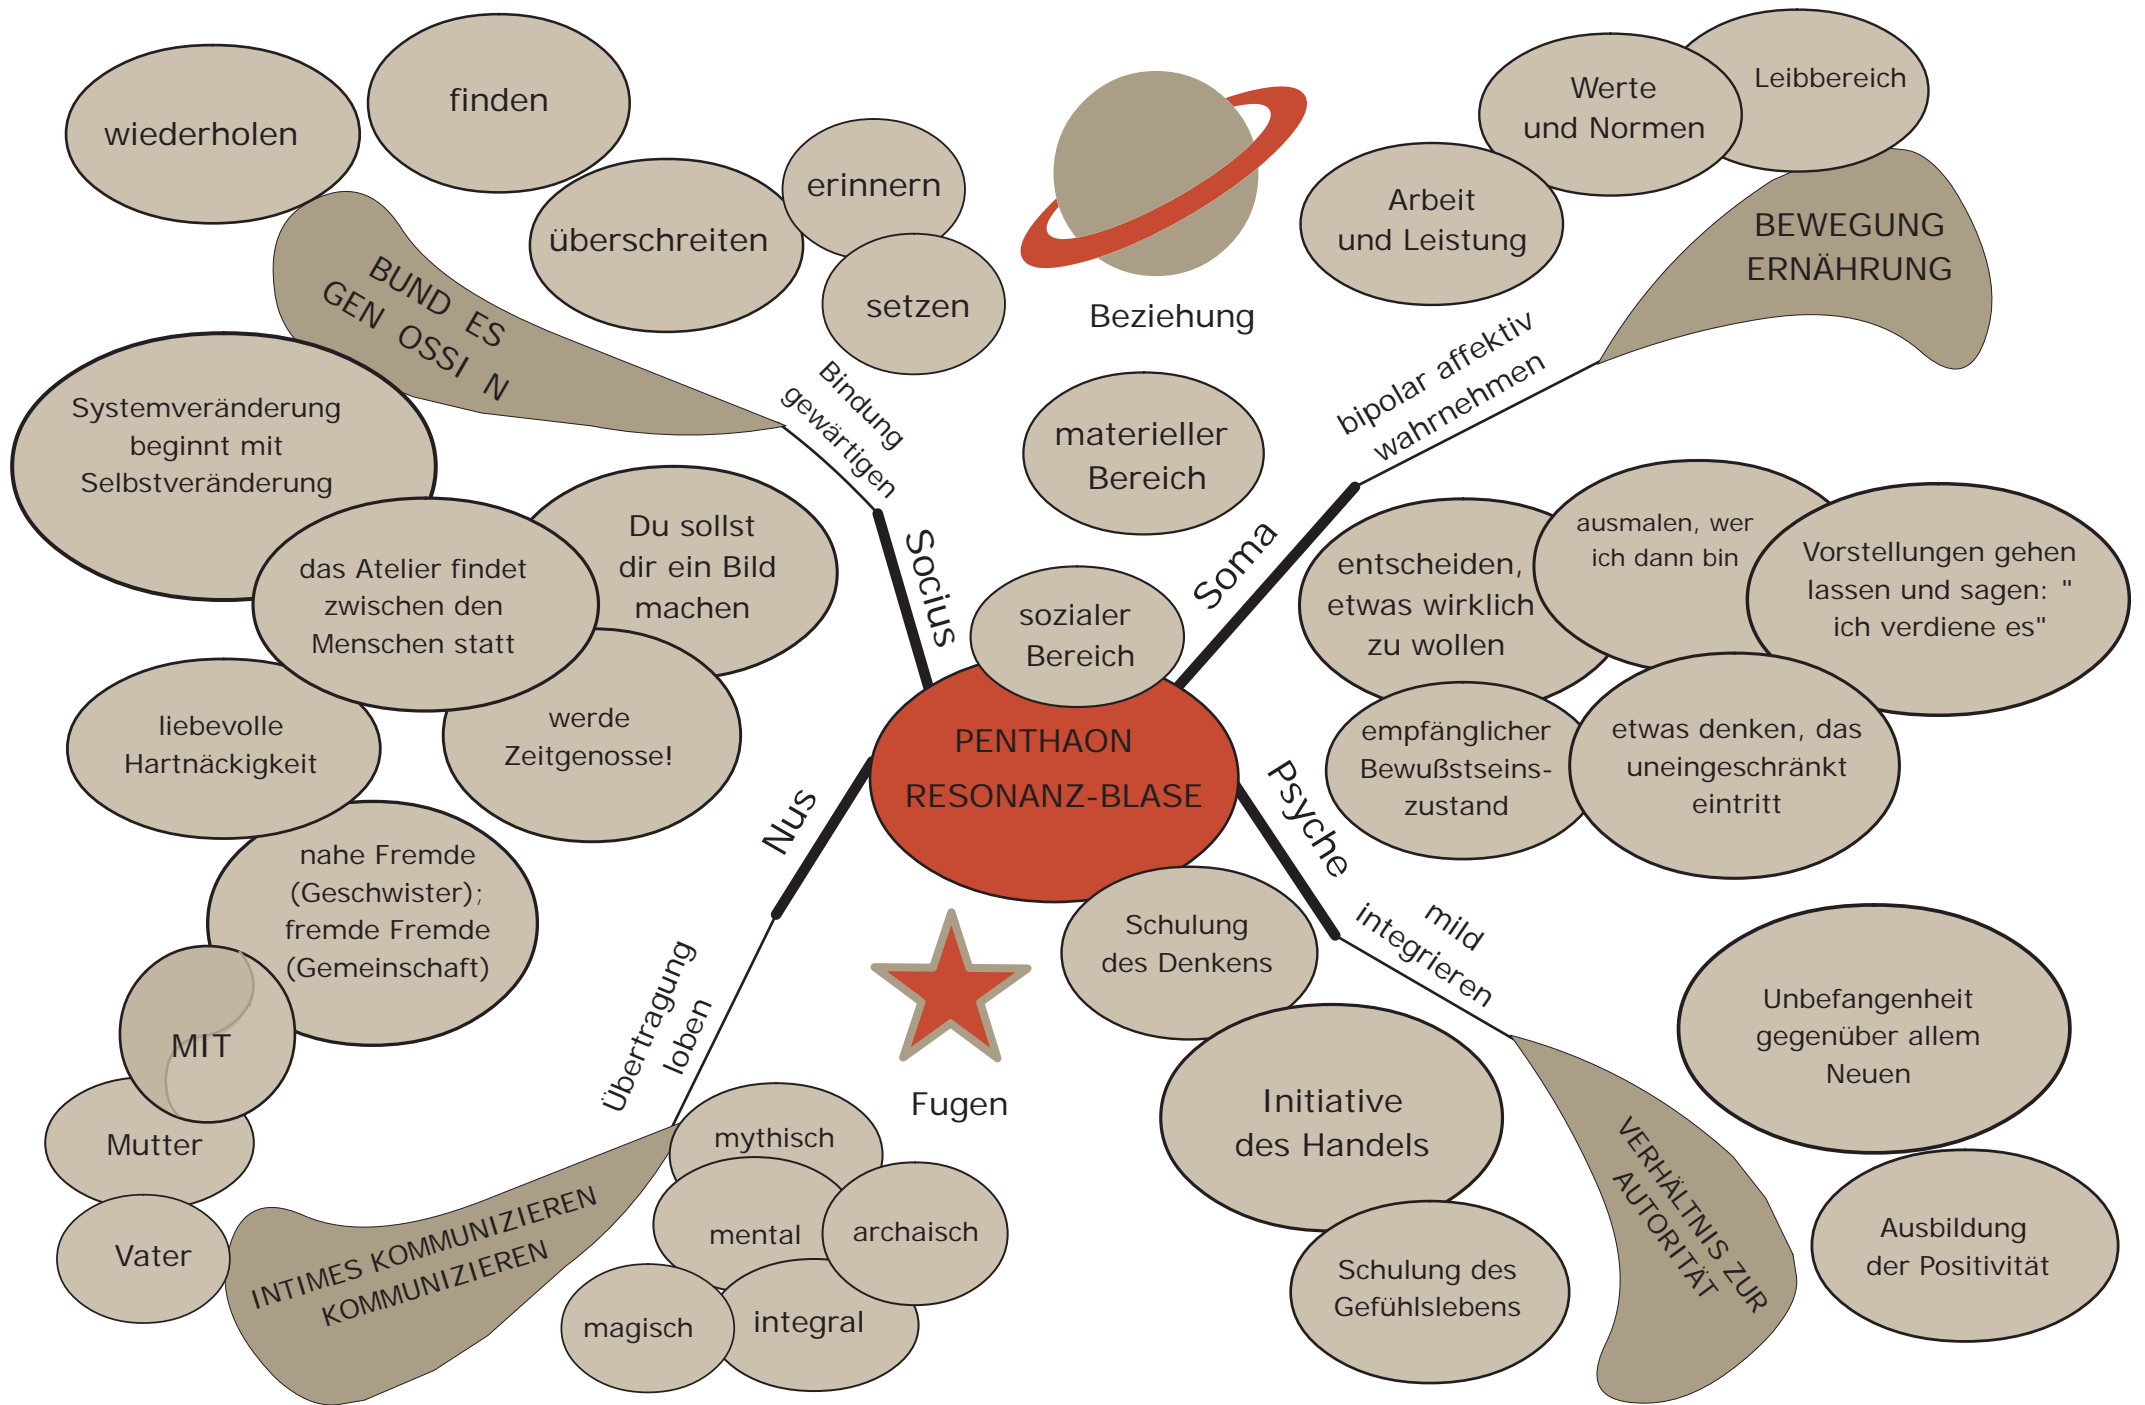 wiederholen
finden
überschreiten
erinnern
setzen
BUND ES
GEN OSSI N
Bindung
gewärtigen
Socius
Systemveränderung
beginnt mit
Selbstveränderung
das Atelier findet
zwischen den
Menschen statt
Du sollst
dir ein Bild
machen
werde
Zeitgenosse!
liebevolle
Hartnäckigkeit
nahe Fremde
(Geschwister);
fremde Fremde
(Gemeinschaft)
MIT
Mutter
Vater
Beziehung
materieller
Bereich
sozialer
Bereich
PENTHAON
RESONANZ-BLASE
Werte
und Normen
Leibbereich
Arbeit
und Leistung
BEWEGUNG
ERNÄHRUNG
bipolar affektiv
wahrnehmen
Soma
entscheiden,
etwas wirklich
zu wollen
ausmalen, wer
ich dann bin
Vorstellungen gehen
lassen und sagen: "
ich verdiene es"
empfänglicher
Bewußstseins-
zustand
etwas denken, das
uneingeschränkt
eintritt
Nus
Übertragung
loben
INTIMES KOMMUNIZIEREN
KOMMUNIZIEREN
mythisch
mental
archaisch
magisch
integral
Fugen
Psyche
mild
integrieren
Schulung
des Denkens
Initiative
des Handels
Schulung des
Gefühlslebens
VERHÄLTNIS ZUR
AUTORITÄT
Unbefangenheit
gegenüber allem
Neuen
Ausbildung
der Positivität